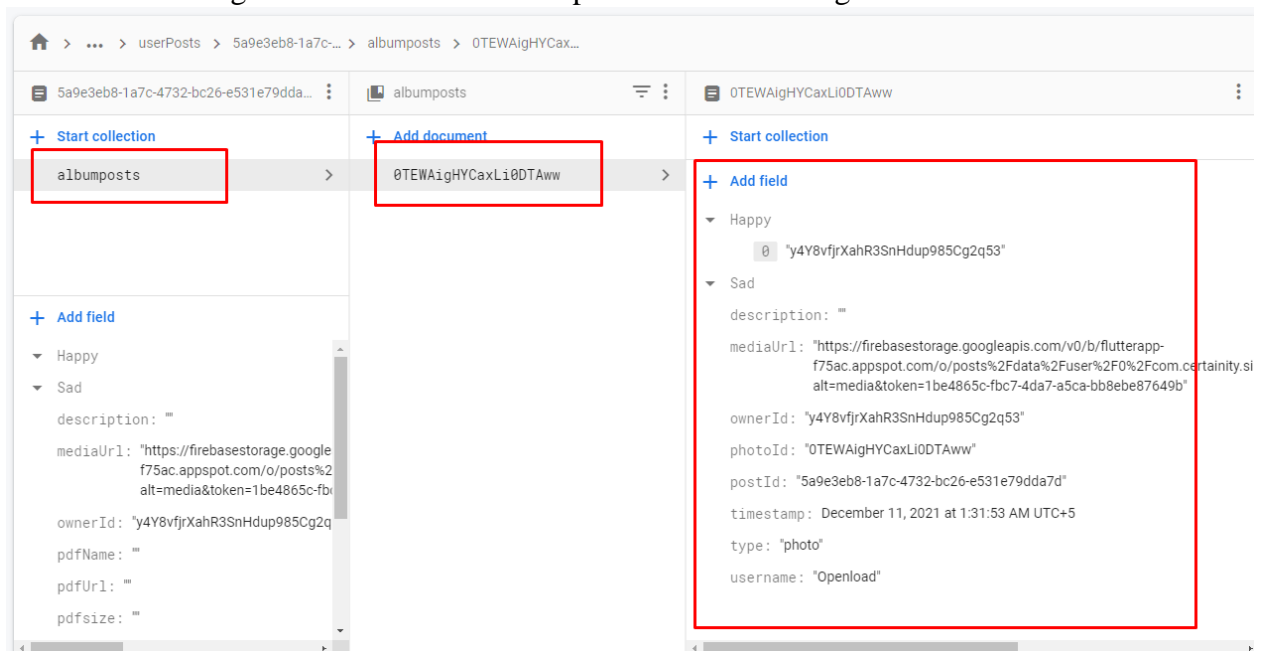 > ... > userPosts > 5a9e3eb8-1a7c-... > albumposts > 0TEWAigHYCax...
5a9e3eb8-1a7c-4732-bc26-e531e79dda...
+ Start collection
albumposts >
+ Add field
Happy
Sad
description: ""
mediaUrl: "https://firebasestorage.google
f75ac.appspot.com/o/posts%2
alt=media&token=1be4865c-fb
ownerId: "y4Y8vfjrXahR3SnHdup985Cg2q
pdfName: ""
pdfUrl: ""
pdfsize: ""
albumposts
+ Add document
0TEWAigHYCaxLi0DTAww >
0TEWAigHYCaxLi0DTAww
+ Start collection
+ Add field
Happy
0 "y4Y8vfjrXahR3SnHdup985Cg2q53"
Sad
description: ""
mediaUrl: "https://firebasestorage.googleapis.com/v0/b/flutterapp-
f75ac.appspot.com/o/posts%2Fdata%2Fuser%2F0%2Fcom.certainity.si
alt=media&token=1be4865c-fbc7-4da7-a5ca-bb8ebe87649b"
ownerId: "y4Y8vfjrXahR3SnHdup985Cg2q53"
photoId: "0TEWAigHYCaxLi0DTAww"
postId: "5a9e3eb8-1a7c-4732-bc26-e531e79dda7d"
timestamp: December 11, 2021 at 1:31:53 AM UTC+5
type: "photo"
username: "Openload"